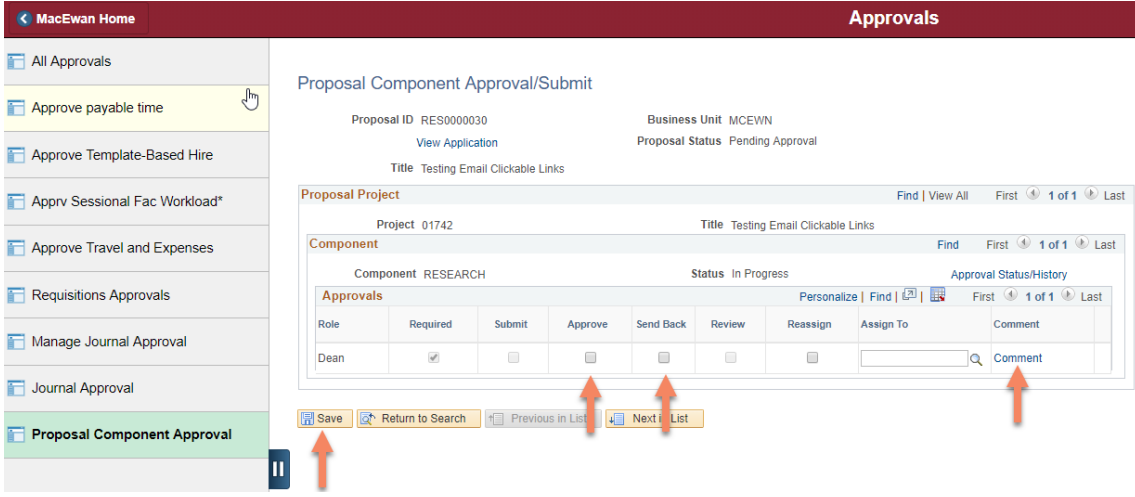 MacEwan Home
Approvals
All Approvals
Approve payable time
Approve Template-Based Hire
Apprv Sessional Fac Workload*
Approve Travel and Expenses
Requisitions Approvals
Manage Journal Approval
Journal Approval
Proposal Component Approval
Proposal Component Approval/Submit
Proposal ID RES0000030 Business Unit MCEWN
View Application Proposal Status Pending Approval
Title Testing Email Clickable Links
Proposal Project Find | View All First 1 of 1 Last
Project 01742 Title Testing Email Clickable Links
Component Find First 1 of 1 Last
Component RESEARCH Status In Progress Approval Status/History
Approvals Personalize | Find | | First 1 of 1 Last
Role Required Submit Approve Send Back Review Reassign Assign To Comment
Dean Comment
Save Return to Search Previous in List Next in List